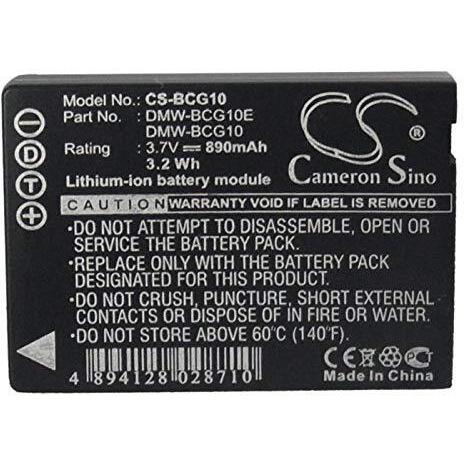 Model No.: CS-BCG10
Part No.: DMW-BCG10E
DMW-BCG10
Rating : 3.7V⎓890mAh
3.2 Wh
Lithium-ion battery module
CS
®
Cameron Sino
CAUTION WARRANTY VOID IF LABEL IS REMOVED
•DO NOT ATTEMPT TO DISASSEMBLE, OPEN OR
SERVICE THE BATTERY PACK
•REPLACE ONLY WITH THE SAME BATTERY PACK
DESIGNATED FOR THIS PRODUCT
•DO NOT CRUSH, PUNCTURE, SHORT EXTERNAL
CONTACTS, OR DISPOSE IN FIRE OR WATER
•DO NOT STORE ABOVE 60°C (140°F)
4 894128 028710
CE
Made In China